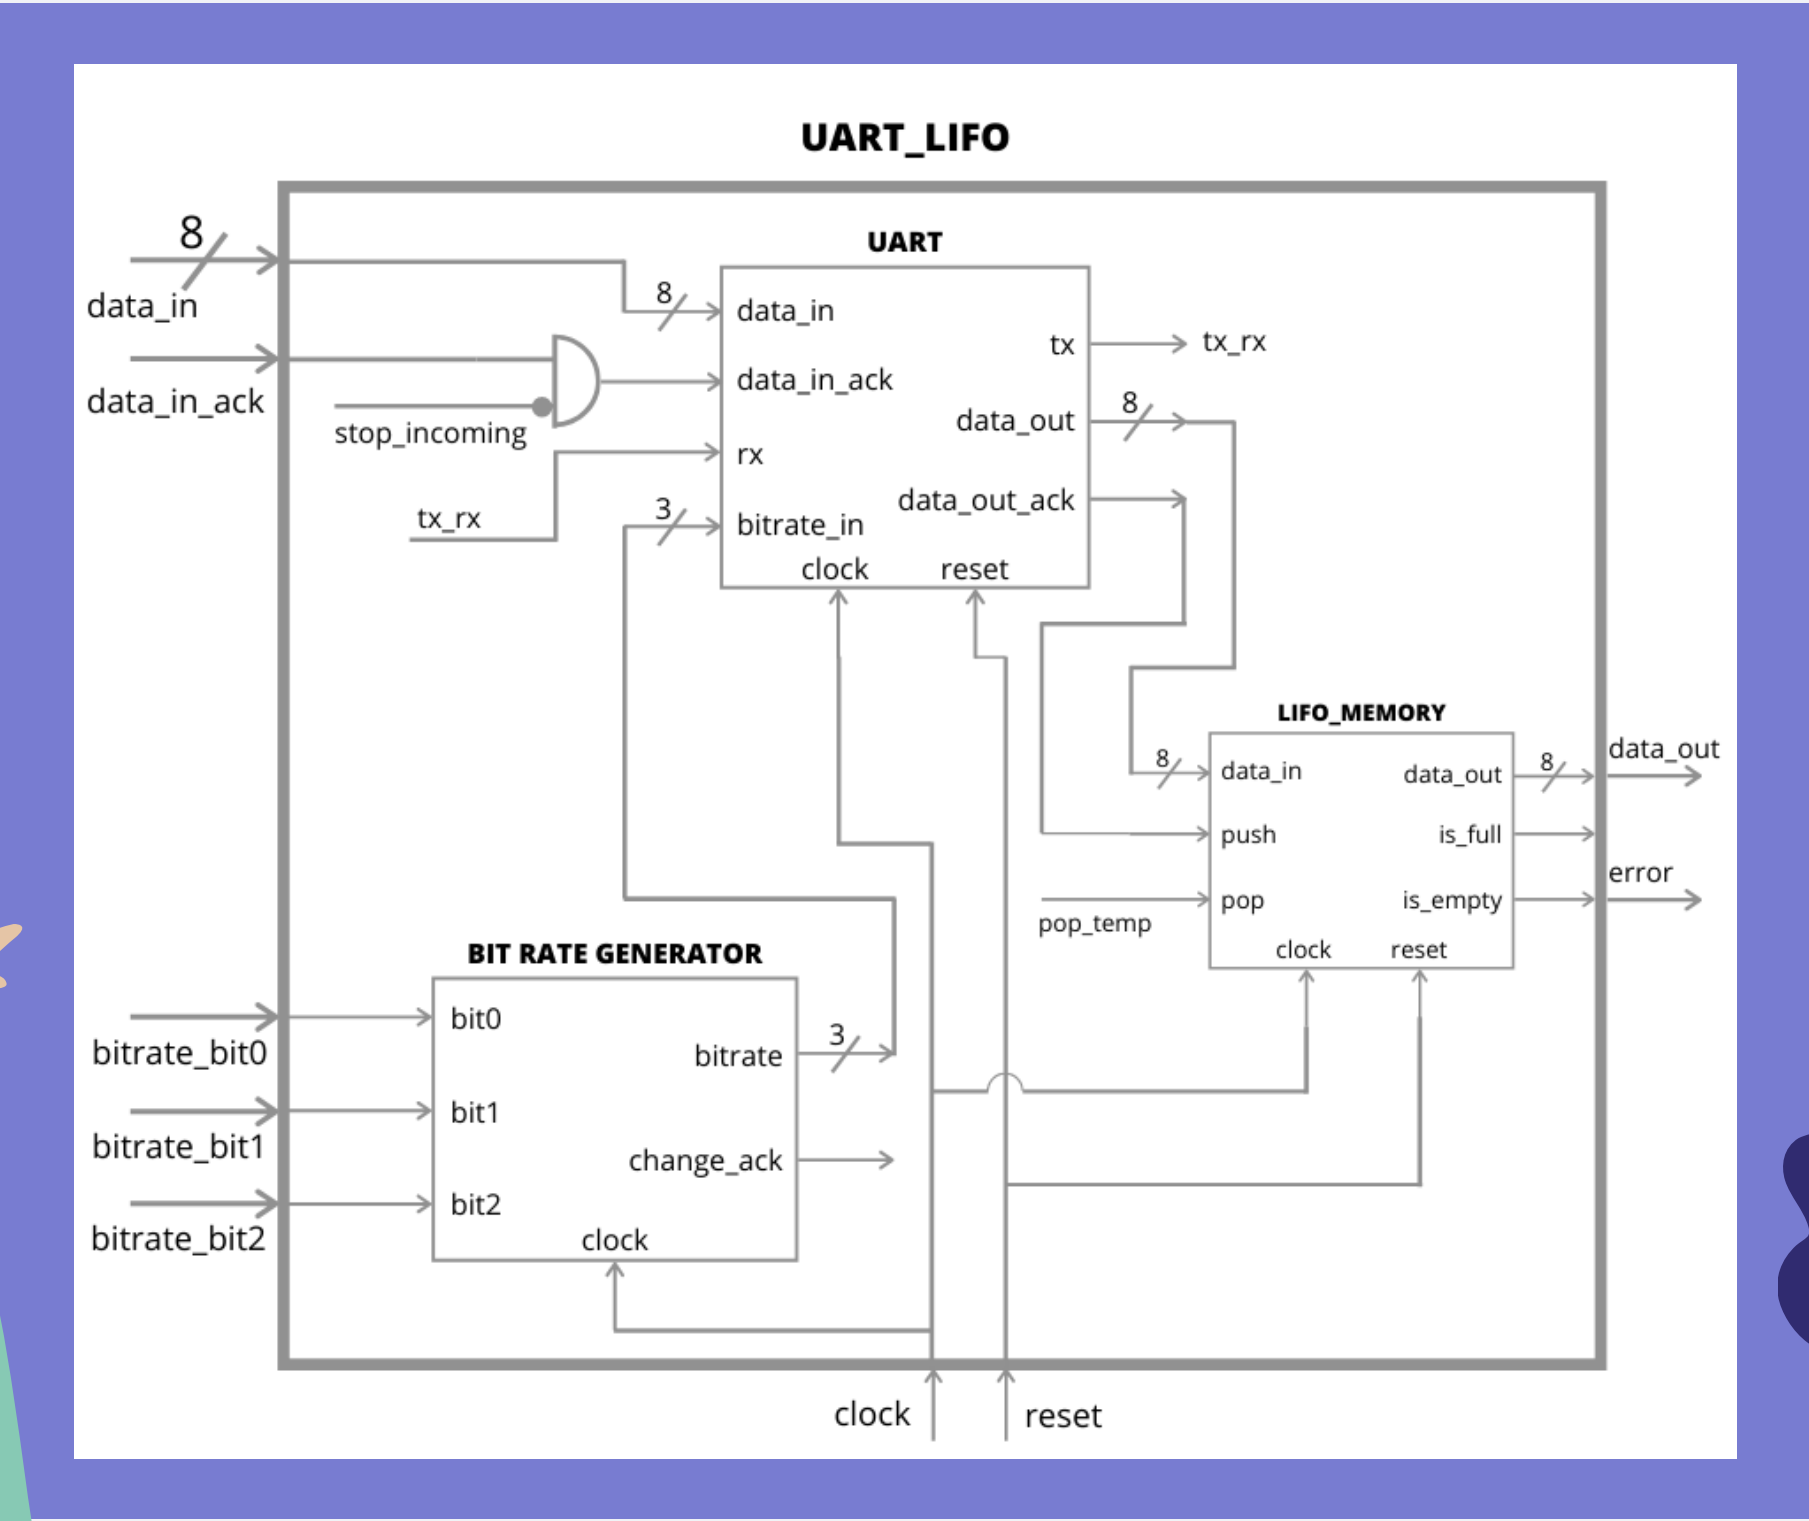 UART_LIFO
8
data_in
data_in_ack
stop_incoming
tx_rx
UART
8
data_in
data_in_ack
rx
3
bitrate_in
clock
reset
tx
tx_rx
8
data_out
data_out_ack
LIFO_MEMORY
8
data_in
push
pop
pop_temp
data_out
8
is_full
is_empty
clock
reset
data_out
error
BIT RATE GENERATOR
bit0
bit1
bit2
bitrate
3
change_ack
clock
bitrate_bit0
bitrate_bit1
bitrate_bit2
clock
reset